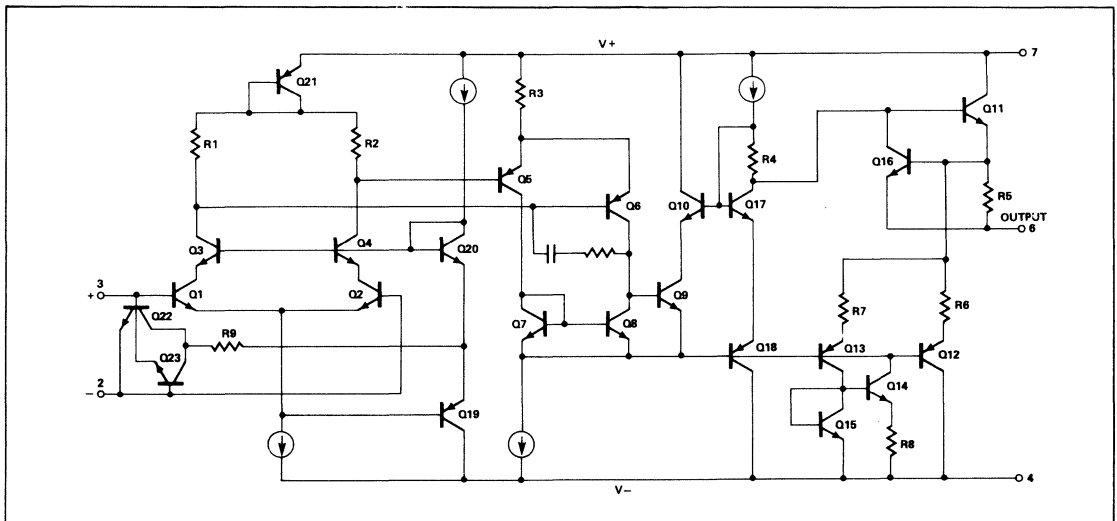 V+
7
Q21
R3
Q11
R1
R2
R4
Q16
Q5
R5
Q6
Q10
Q17
OUTPUT
6
Q3
Q4
Q20
3
+
Q1
Q2
Q9
R7
R6
Q22
Q7
Q8
R9
Q23
Q18
Q13
Q12
2
−
Q14
Q19
Q15
R8
V−
4